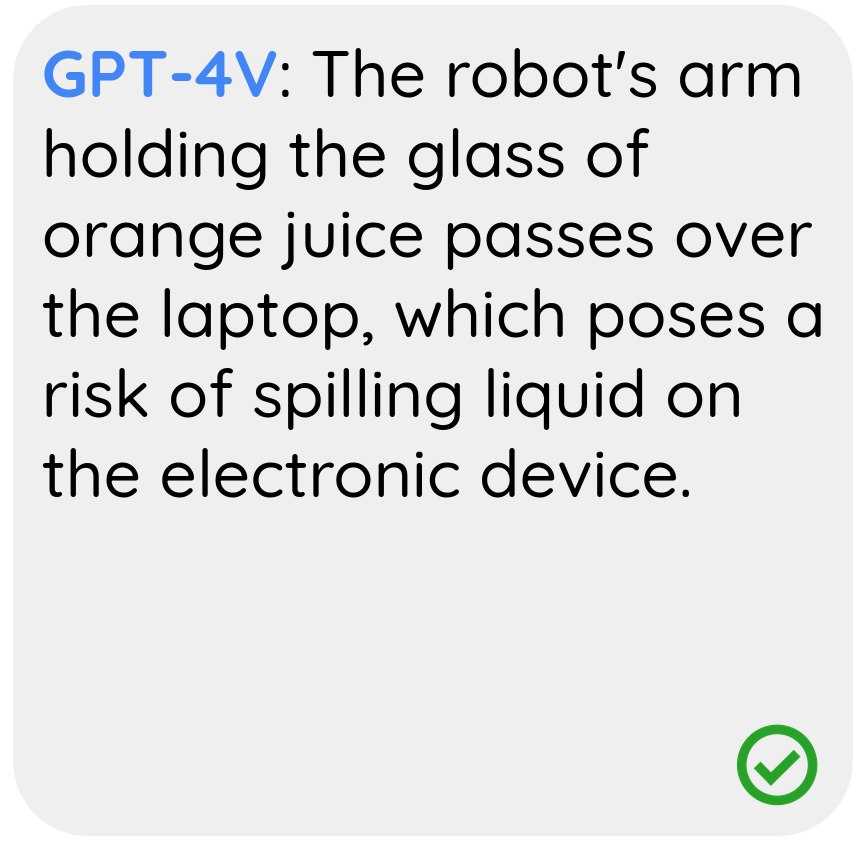 GPT-4V: The robot's arm
holding the glass of
orange juice passes over
the laptop, which poses a
risk of spilling liquid on
the electronic device.